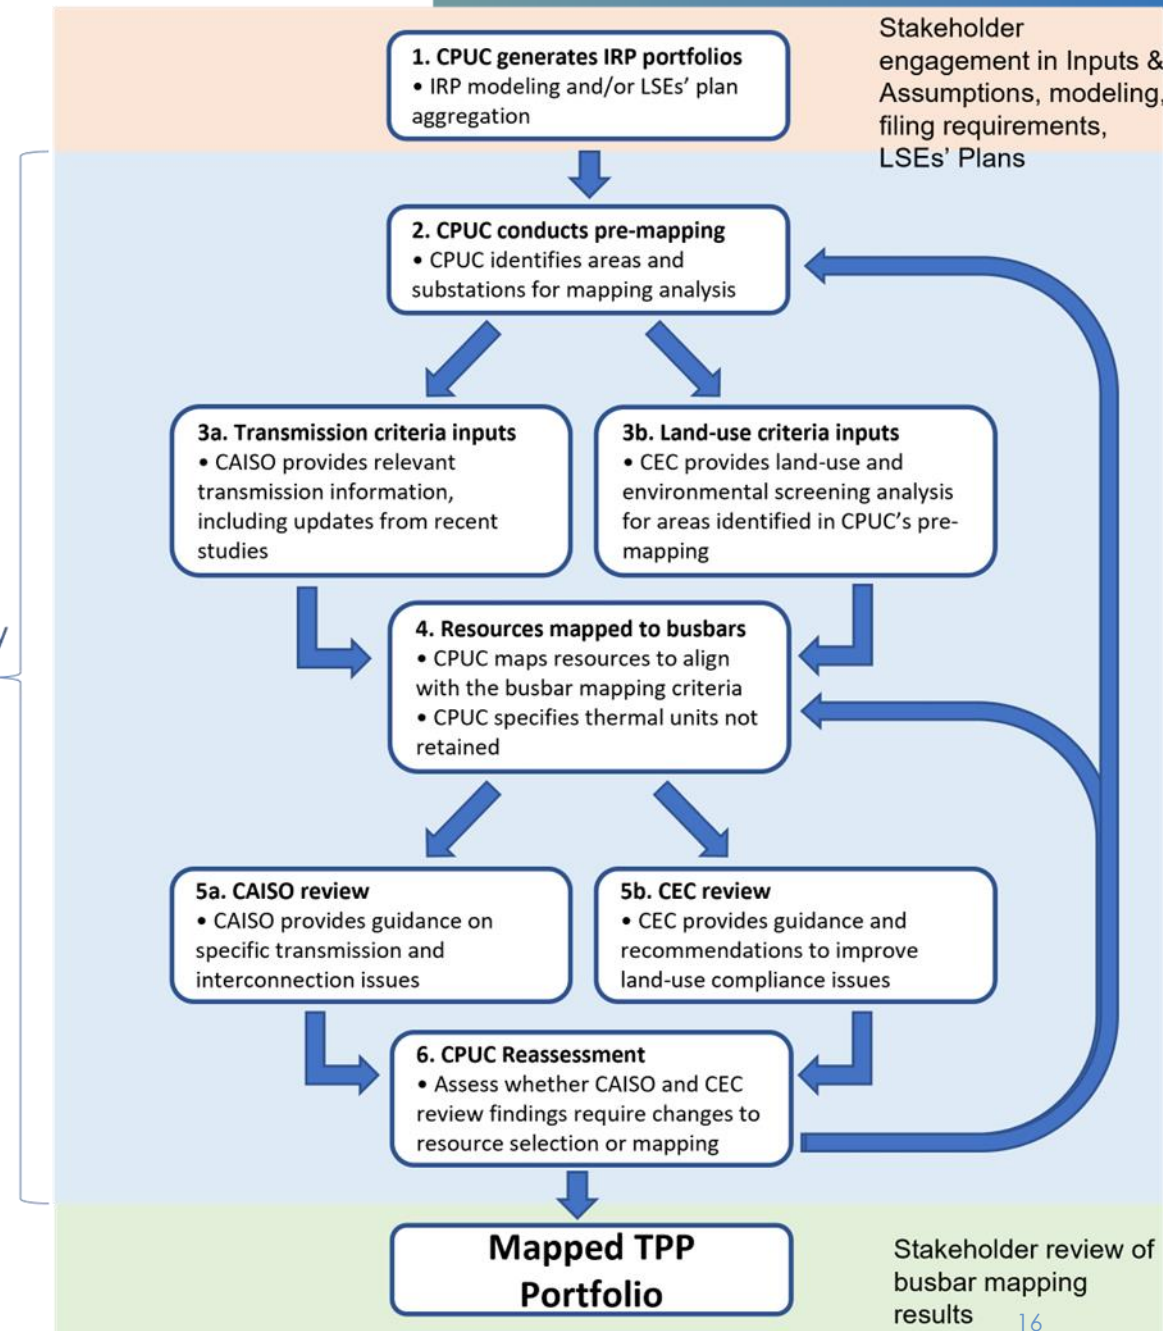 1. CPUC generates IRP portfolios
• IRP modeling and/or LSEs' plan
aggregation
Stakeholder
engagement in Inputs &
Assumptions, modeling,
filing requirements,
LSEs' Plans
2. CPUC conducts pre-mapping
• CPUC identifies areas and
substations for mapping analysis
3a. Transmission criteria inputs
• CAISO provides relevant
transmission information,
including updates from recent
studies
3b. Land-use criteria inputs
• CEC provides land-use and
environmental screening analysis
for areas identified in CPUC's pre-
mapping
4. Resources mapped to busbars
• CPUC maps resources to align
with the busbar mapping criteria
• CPUC specifies thermal units not
retained
5a. CAISO review
• CAISO provides guidance on
specific transmission and
interconnection issues
5b. CEC review
• CEC provides guidance and
recommendations to improve
land-use compliance issues
6. CPUC Reassessment
• Assess whether CAISO and CEC
review findings require changes to
resource selection or mapping
Mapped TPP
Portfolio
Stakeholder review of
busbar mapping
results
16